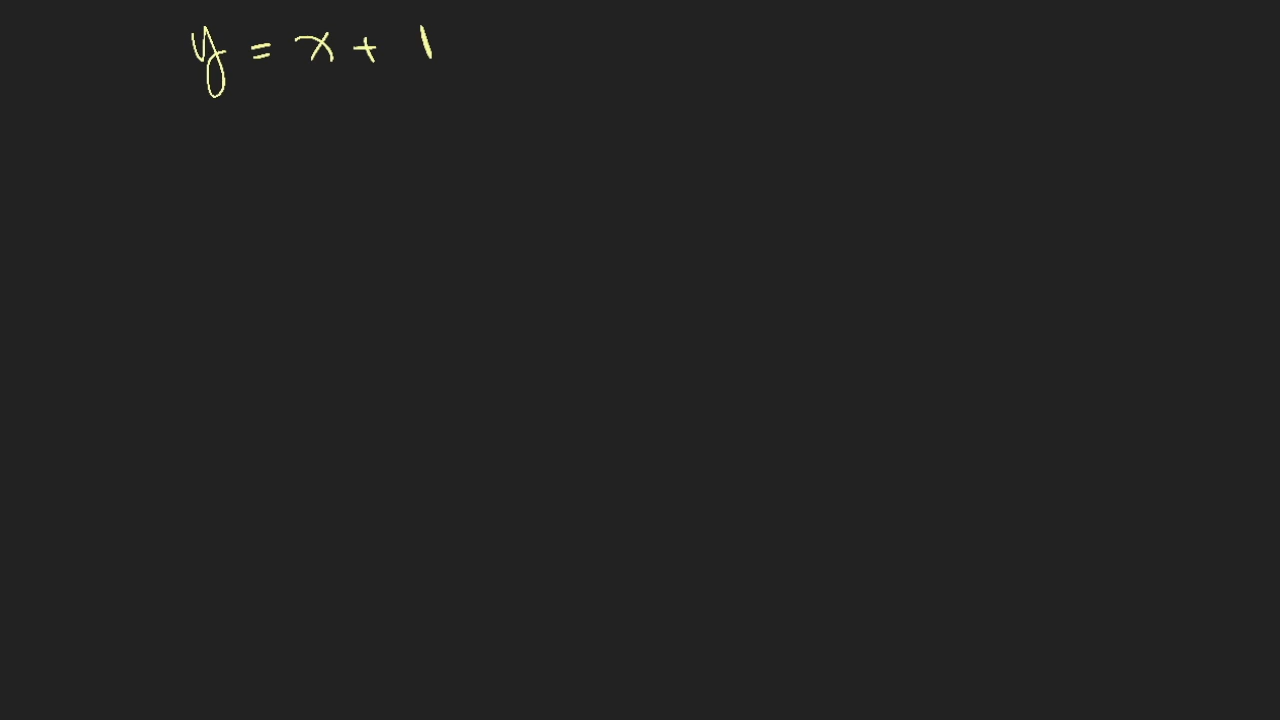 y = x + 1